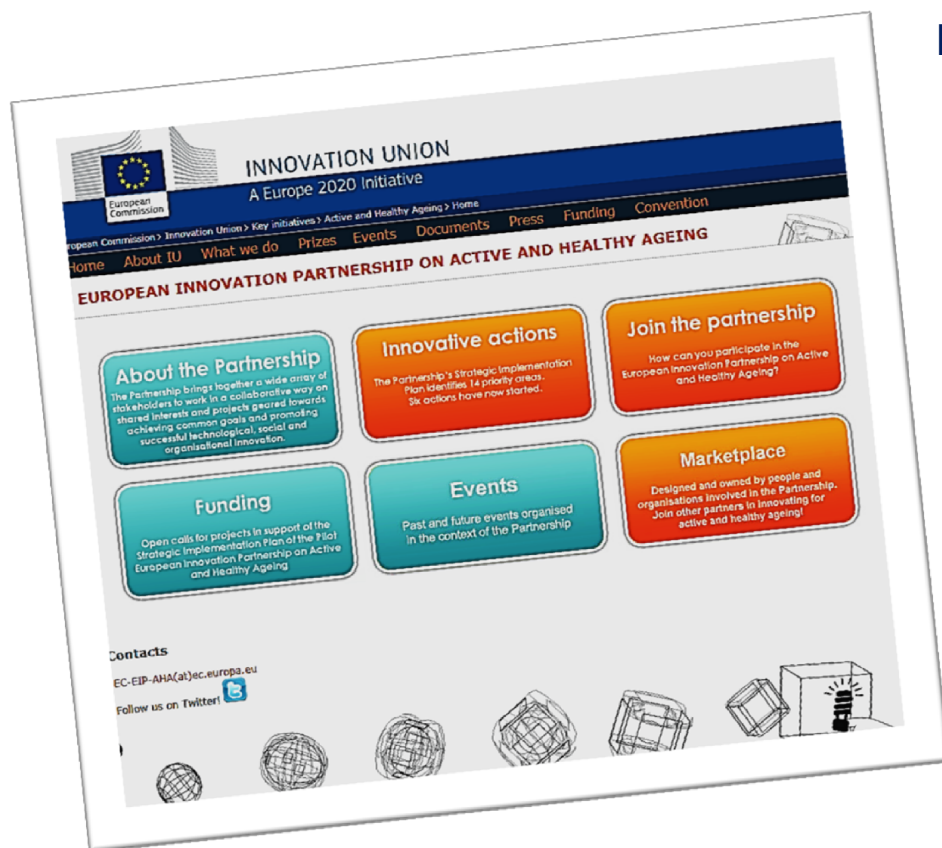 European
Commission
INNOVATION UNION
A Europe 2020 Initiative
ropean Commission > Innovation Union > Key initiatives > Active and Healthy Ageing > Home
Home About IU What we do Prizes Events Documents Press Funding Convention
EUROPEAN INNOVATION PARTNERSHIP ON ACTIVE AND HEALTHY AGEING
About the Partnership
The Partnership brings together a wide array of
stakeholders to work in a collaborative way on
shared interests and projects geared towards
achieving common goals and promoting
successful technological, social and
organisational innovation.
Innovative actions
The Partnership's Strategic Implementation
Plan identifies 14 priority areas.
Six actions have now started.
Join the partnership
How can you participate in the
European Innovation Partnership on Active
and Healthy Ageing?
Funding
Open calls for projects in support of the
Strategic Implementation Plan of the Pilot
European Innovation Partnership on Active
and Healthy Ageing
Events
Past and future events organised
in the context of the Partnership
Marketplace
Designed and owned by people and
organisations involved in the Partnership.
Join other partners in innovating for
active and healthy ageing!
Contacts
EC-EIP-AHA(at)ec.europa.eu
Follow us on Twitter!